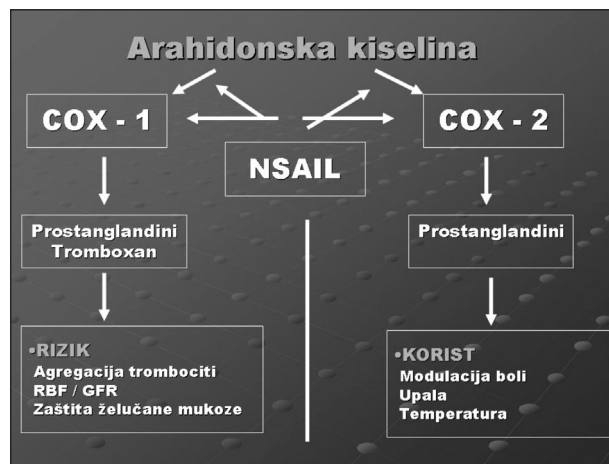 Arahidonska kiselina
COX - 1
COX - 2
NSAIL
Prostanglandini
Tromboxan
Prostanglandini
•RIZIK
Agregacija trombociti
RBF / GFR
Zaštita želučane mukoze
•KORIST
Modulacija boli
Upala
Temperatura